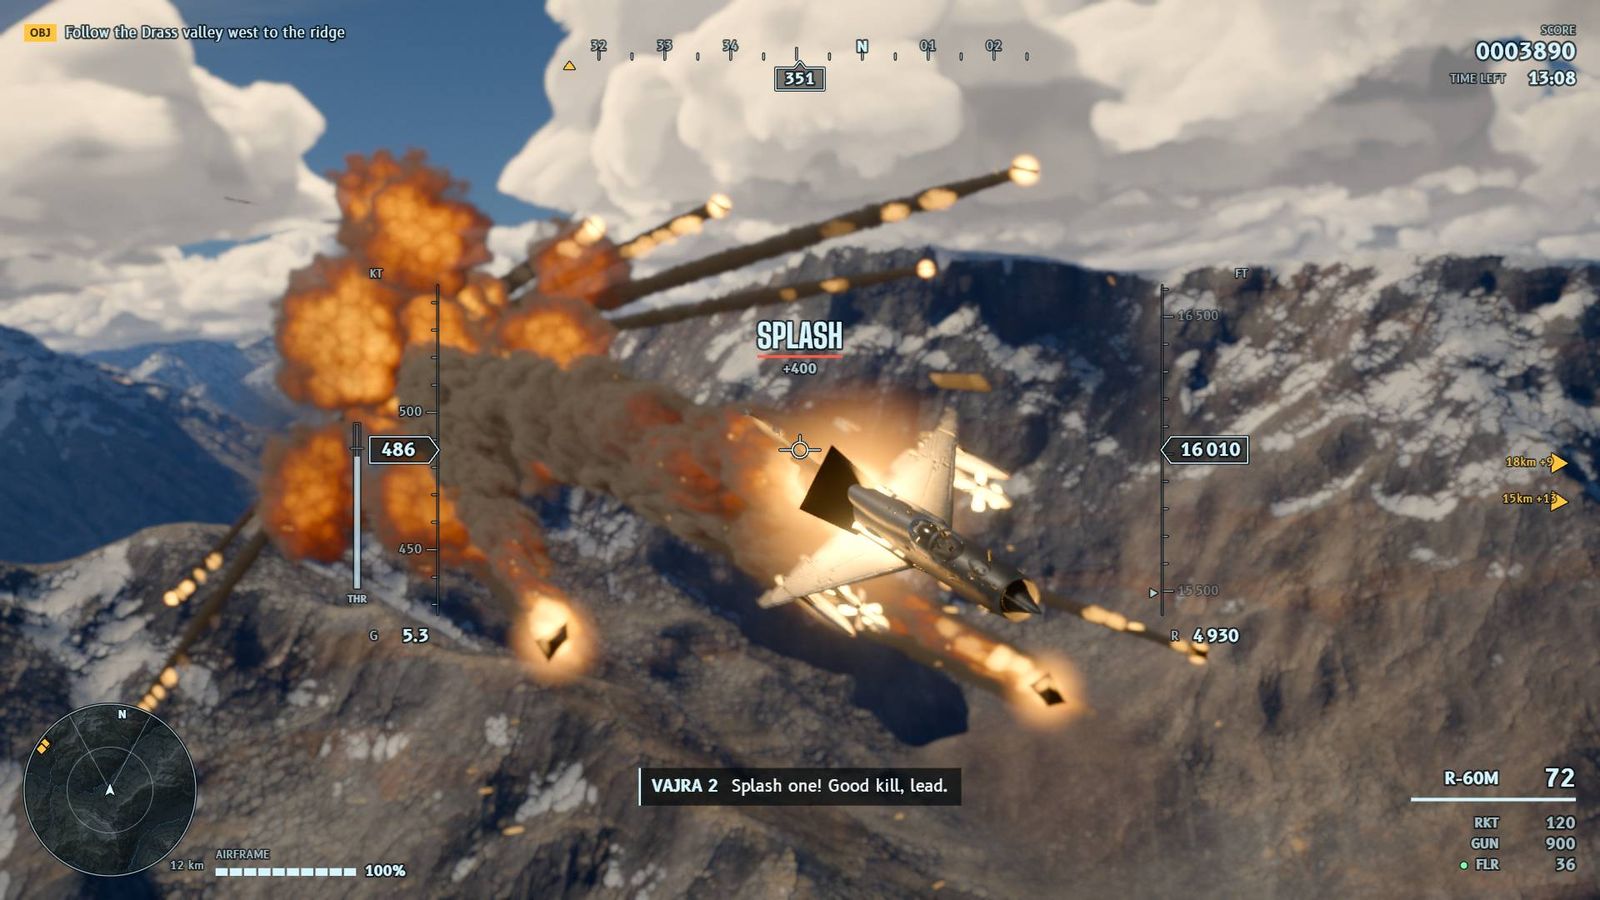 OBJ Follow the Drass valley west to the ridge
32 33 34 N 01 02
351
SCORE
0003890
TIME LEFT 13:08
KT
FT
16 500
SPLASH
+400
500
486
16 010
18km +9
15km +13
450
15 500
THR
G 5.3
R 4 930
N
VAJRA 2 Splash one! Good kill, lead.
R-60M 72
RKT 120
GUN 900
FLR 36
12 km
AIRFRAME
100%